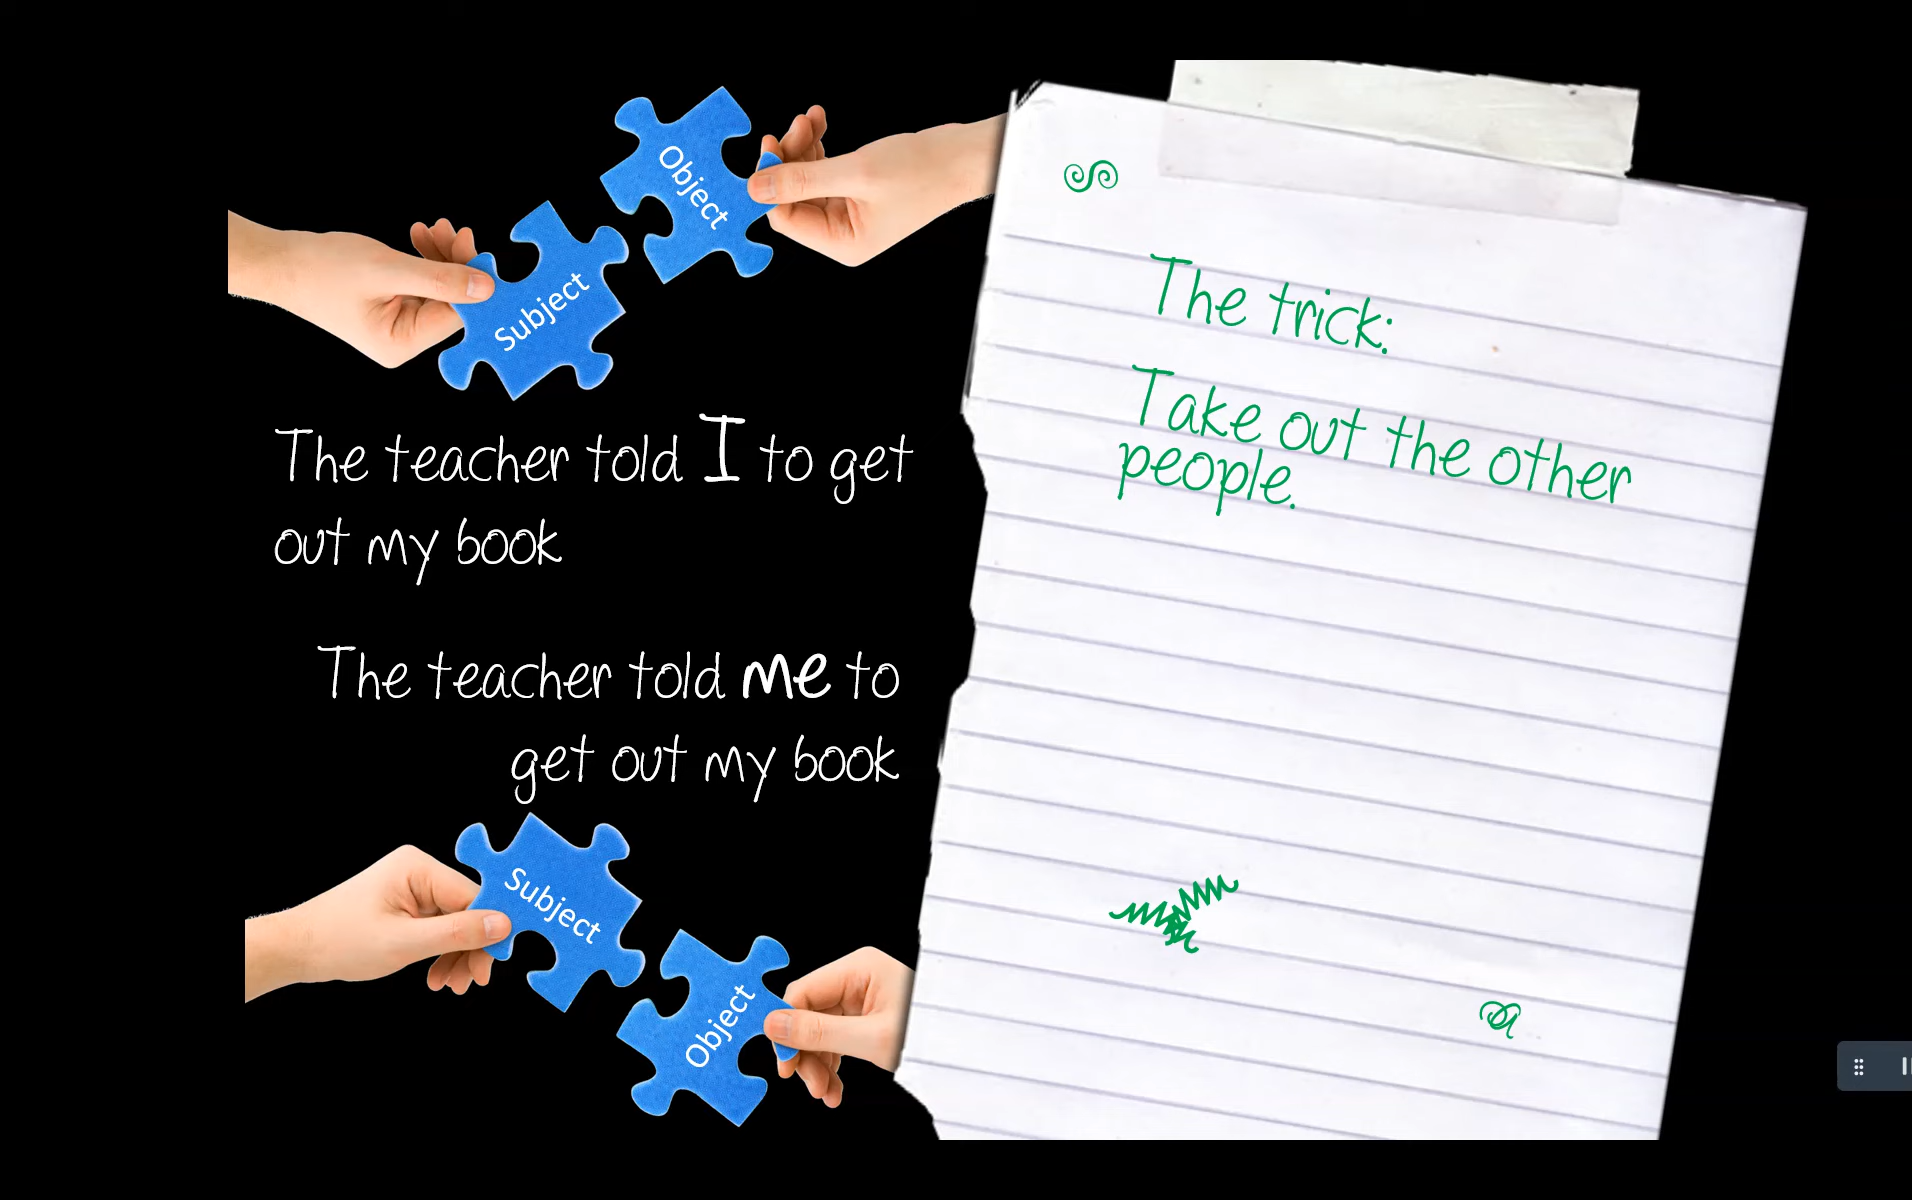 Object
Subject
The teacher told I to get
out my book
The teacher told me to
get out my book
Subject
Object
The trick:
Take out the other
people.